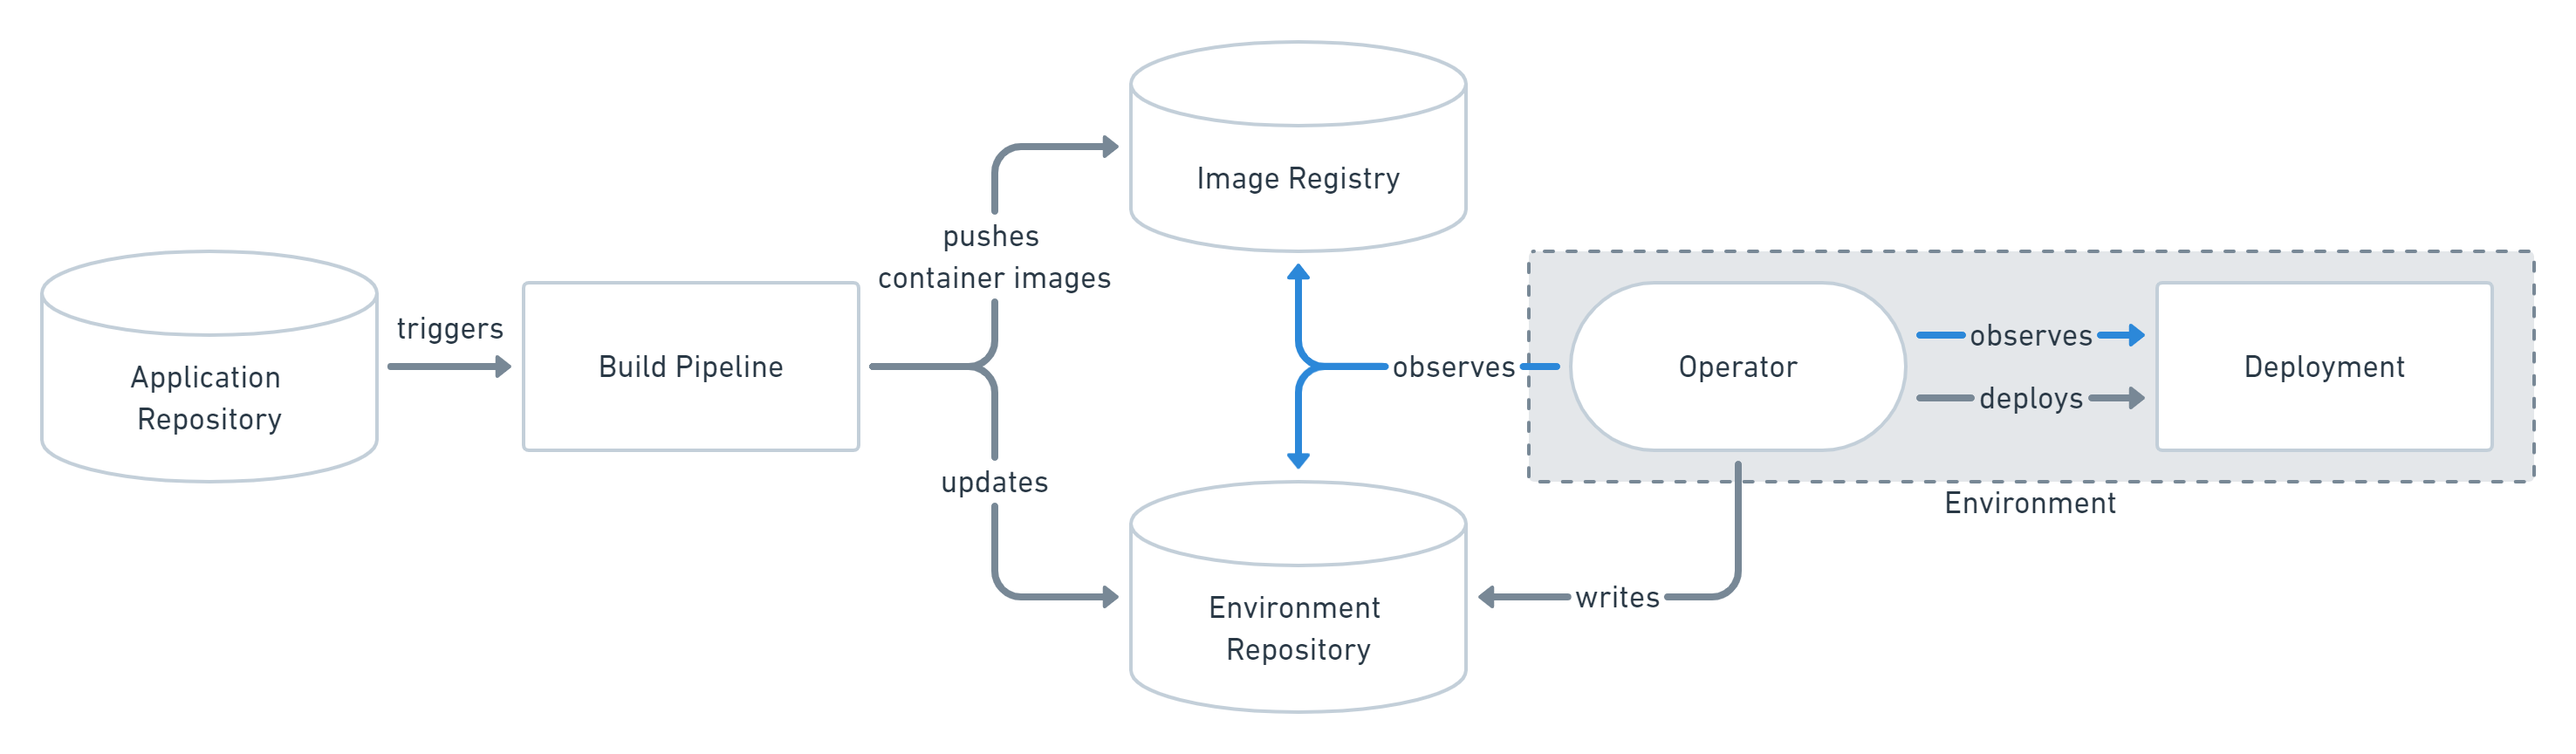 Application
Repository
triggers
Build Pipeline
pushes
container images
updates
Image Registry
Environment
Repository
observes
writes
Operator
observes
deploys
Deployment
Environment